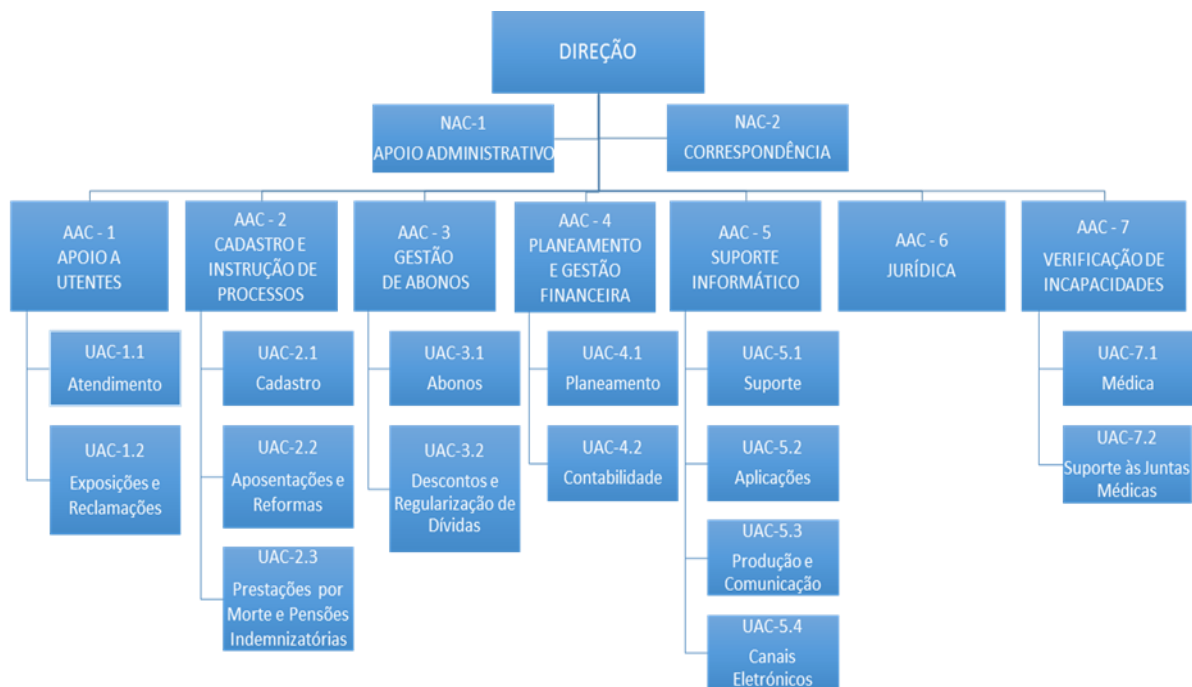 DIREÇÃO
NAC-1
APOIO ADMINISTRATIVO
NAC-2
CORRESPONDÊNCIA
AAC - 1
APOIO A
UTENTES
AAC - 2
CADASTRO E
INSTRUÇÃO DE
PROCESSOS
AAC - 3
GESTÃO
DE ABONOS
AAC - 4
PLANEAMENTO
E GESTÃO
FINANCEIRA
AAC - 5
SUPORTE
INFORMÁTICO
AAC - 6
JURÍDICA
AAC - 7
VERIFICAÇÃO DE
INCAPACIDADES
UAC-1.1
Atendimento
UAC-1.2
Exposições e
Reclamações
UAC-2.1
Cadastro
UAC-2.2
Aposentações e
Reformas
UAC-2.3
Prestações por
Morte e Pensões
Indemnizatórias
UAC-3.1
Abonos
UAC-3.2
Descontos e
Regularização de
Dívidas
UAC-4.1
Planeamento
UAC-4.2
Contabilidade
UAC-5.1
Suporte
UAC-5.2
Aplicações
UAC-5.3
Produção e
Comunicação
UAC-5.4
Canais
Eletrónicos
UAC-7.1
Médica
UAC-7.2
Suporte às Juntas
Médicas